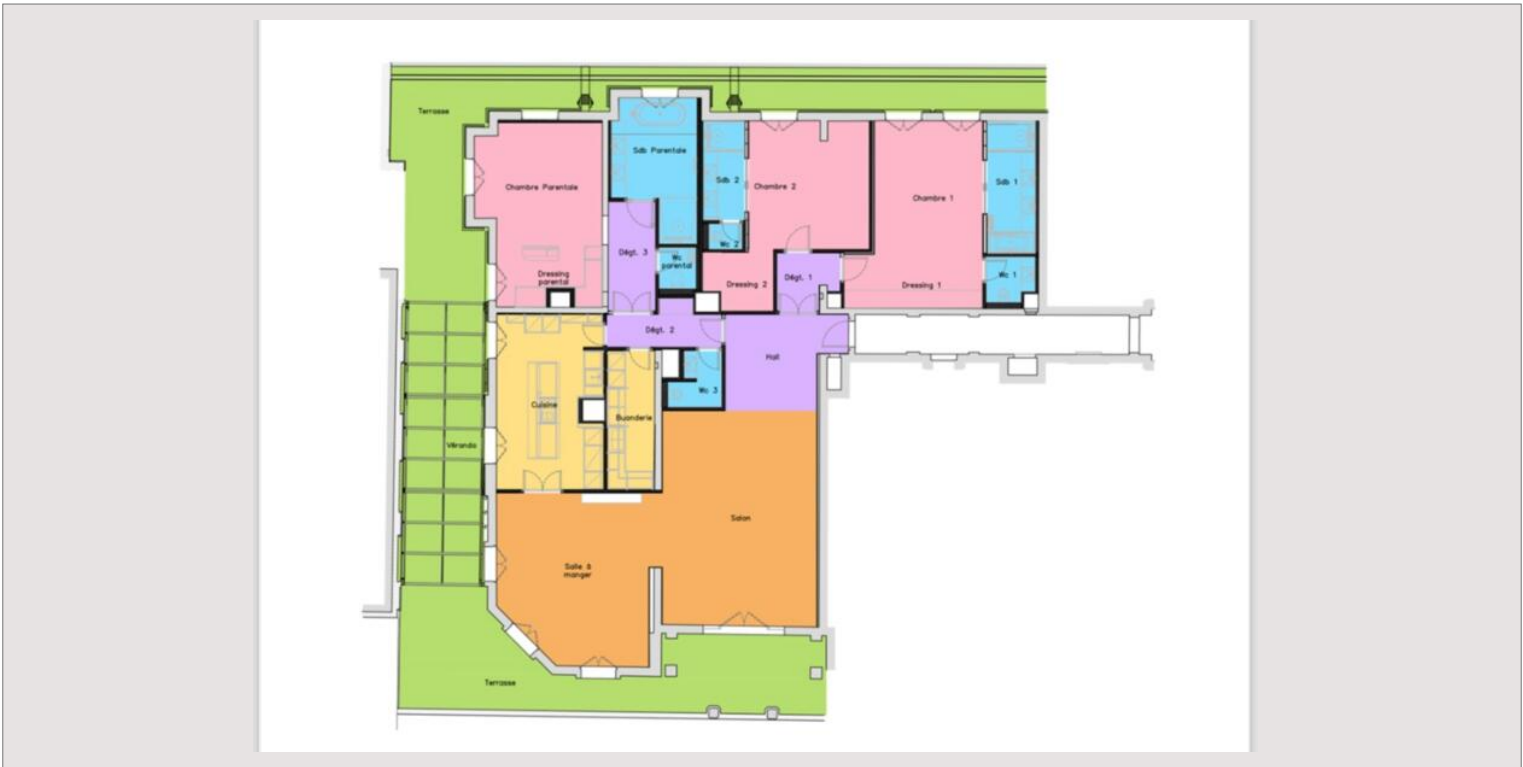 Terrasse
Sdb Parentale
Chambre Parentale
Sdb 2
Chambre 2
Sdb 1
Chambre 1
Wc 2
Dégt. 3
Wc
parental
Dressing
parental
Dressing 2
Dégt. 1
Dressing 1
Wc 1
Dégt. 2
Hall
Wc 3
Cuisine
Buanderie
Véranda
Salon
Salle à
manger
Terrasse